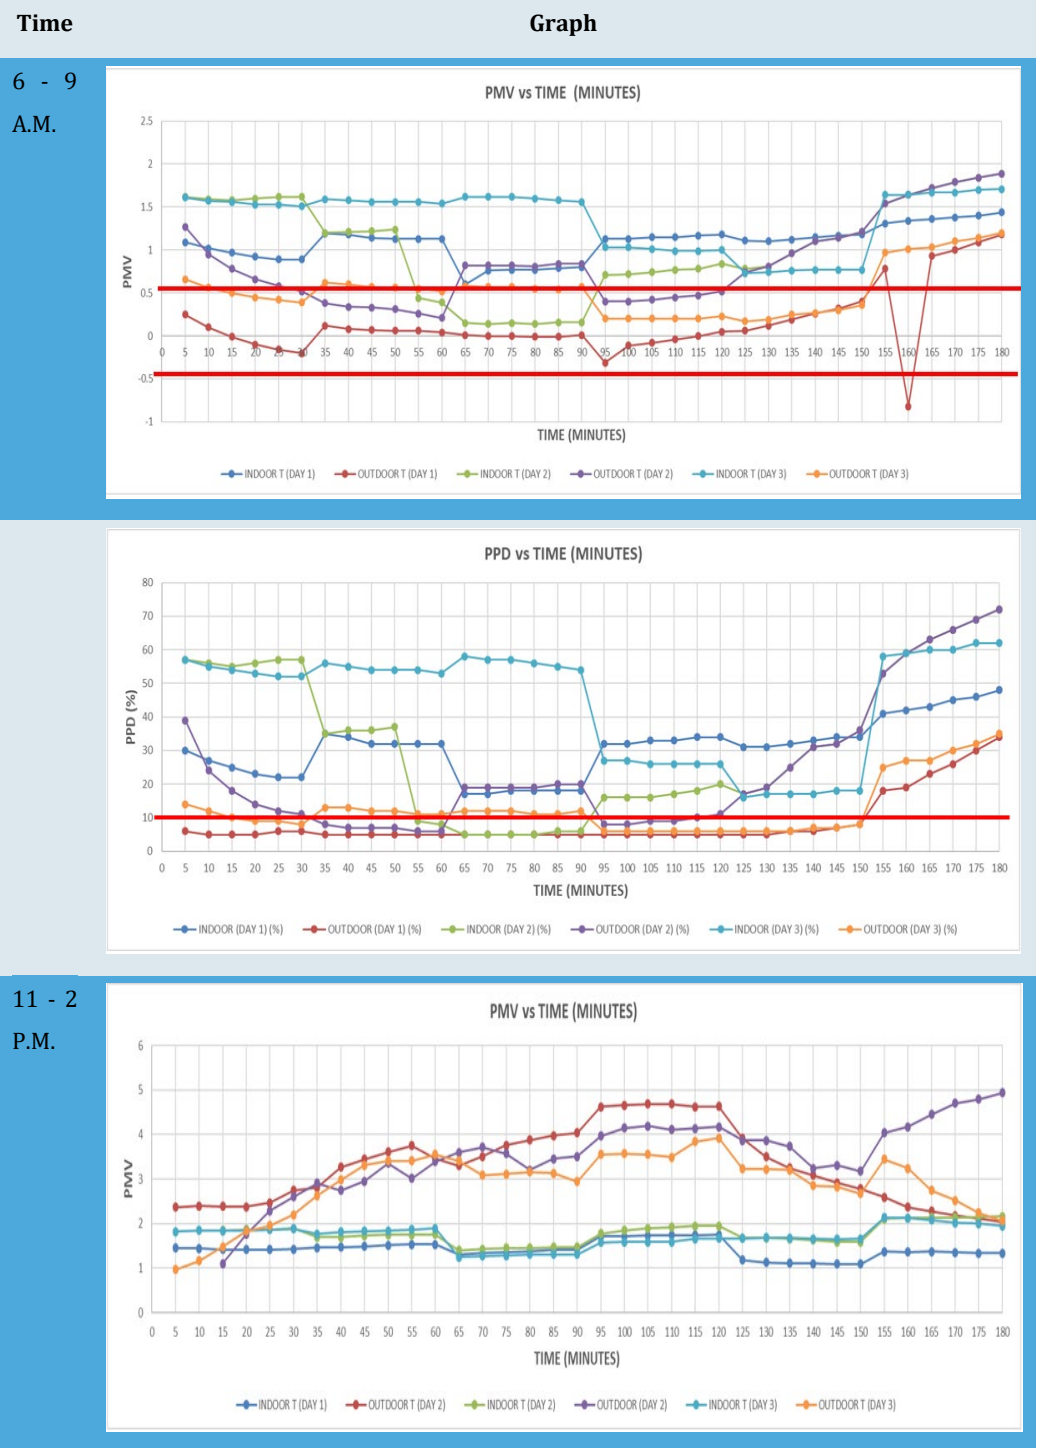 Time Graph
6 - 9
A.M.
PMV vs TIME (MINUTES)
2.5
2
1.5
1
0.5
0
-0.5
-1
PMV
0 5 10 15 20 25 30 35 40 45 50 55 60 65 70 75 80 85 90 95 100 105 110 115 120 125 130 135 140 145 150 155 160 165 170 175 180
TIME (MINUTES)
INDOOR T (DAY 1) OUTDOOR T (DAY 1) INDOOR T (DAY 2) OUTDOOR T (DAY 2) INDOOR T (DAY 3) OUTDOOR T (DAY 3)
PPD vs TIME (MINUTES)
80
70
60
50
40
30
20
10
0
PPD (%)
0 5 10 15 20 25 30 35 40 45 50 55 60 65 70 75 80 85 90 95 100 105 110 115 120 125 130 135 140 145 150 155 160 165 170 175 180
TIME (MINUTES)
INDOOR (DAY 1) (%) OUTDOOR (DAY 1) (%) INDOOR (DAY 2) (%) OUTDOOR (DAY 2) (%) INDOOR (DAY 3) (%) OUTDOOR (DAY 3) (%)
11 - 2
P.M.
PMV vs TIME (MINUTES)
6
5
4
3
2
1
0
PMV
0 5 10 15 20 25 30 35 40 45 50 55 60 65 70 75 80 85 90 95 100 105 110 115 120 125 130 135 140 145 150 155 160 165 170 175 180
TIME (MINUTES)
INDOOR T (DAY 1) OUTDOOR T (DAY 2) INDOOR T (DAY 2) OUTDOOR (DAY 2) INDOOR T (DAY 3) OUTDOOR T (DAY 3)